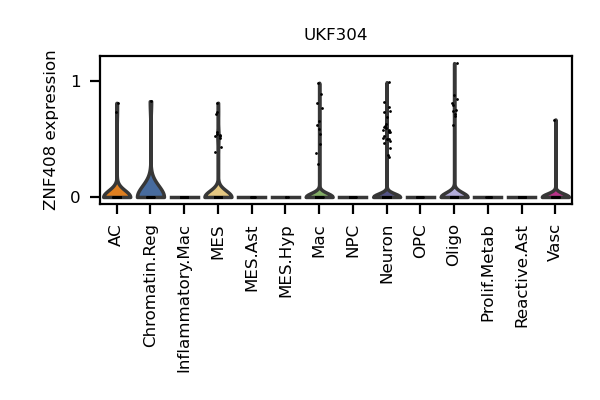 UKF304
ZNF408 expression
1
0
AC
Chromatin.Reg
Inflammatory.Mac
MES
MES.Ast
MES.Hyp
Mac
NPC
Neuron
OPC
Oligo
Prolif.Metab
Reactive.Ast
Vasc